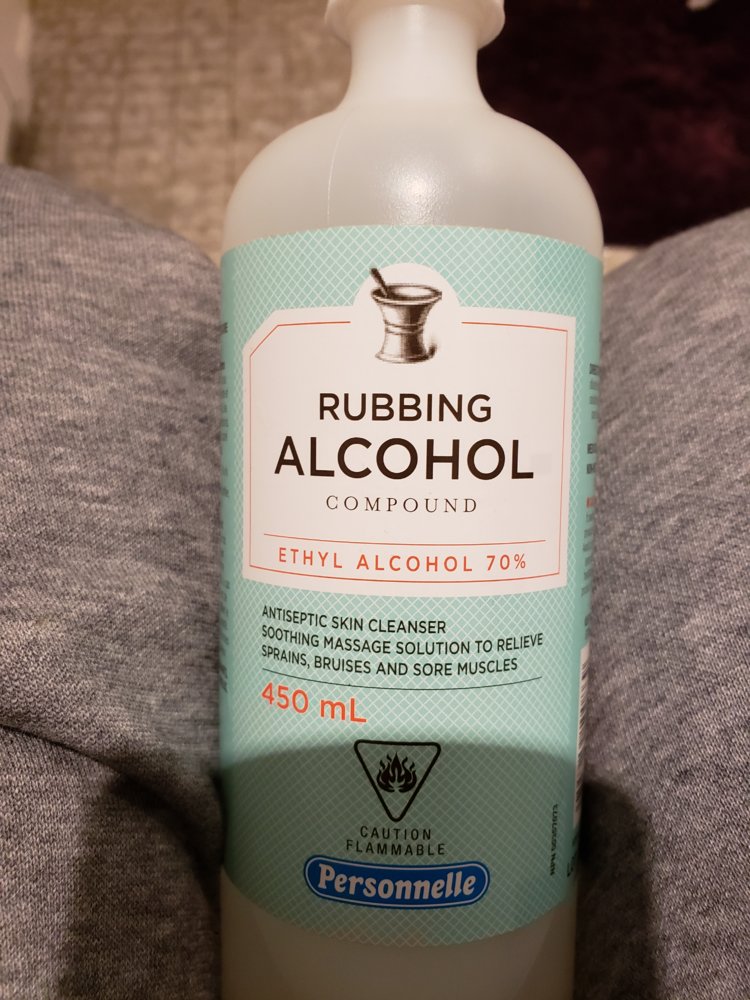 RUBBING
ALCOHOL
COMPOUND
ETHYL ALCOHOL 70%
ANTISEPTIC SKIN CLEANSER
SOOTHING MASSAGE SOLUTION TO RELIEVE
SPRAINS, BRUISES AND SORE MUSCLES
450 mL
CAUTION
FLAMMABLE
Personnelle